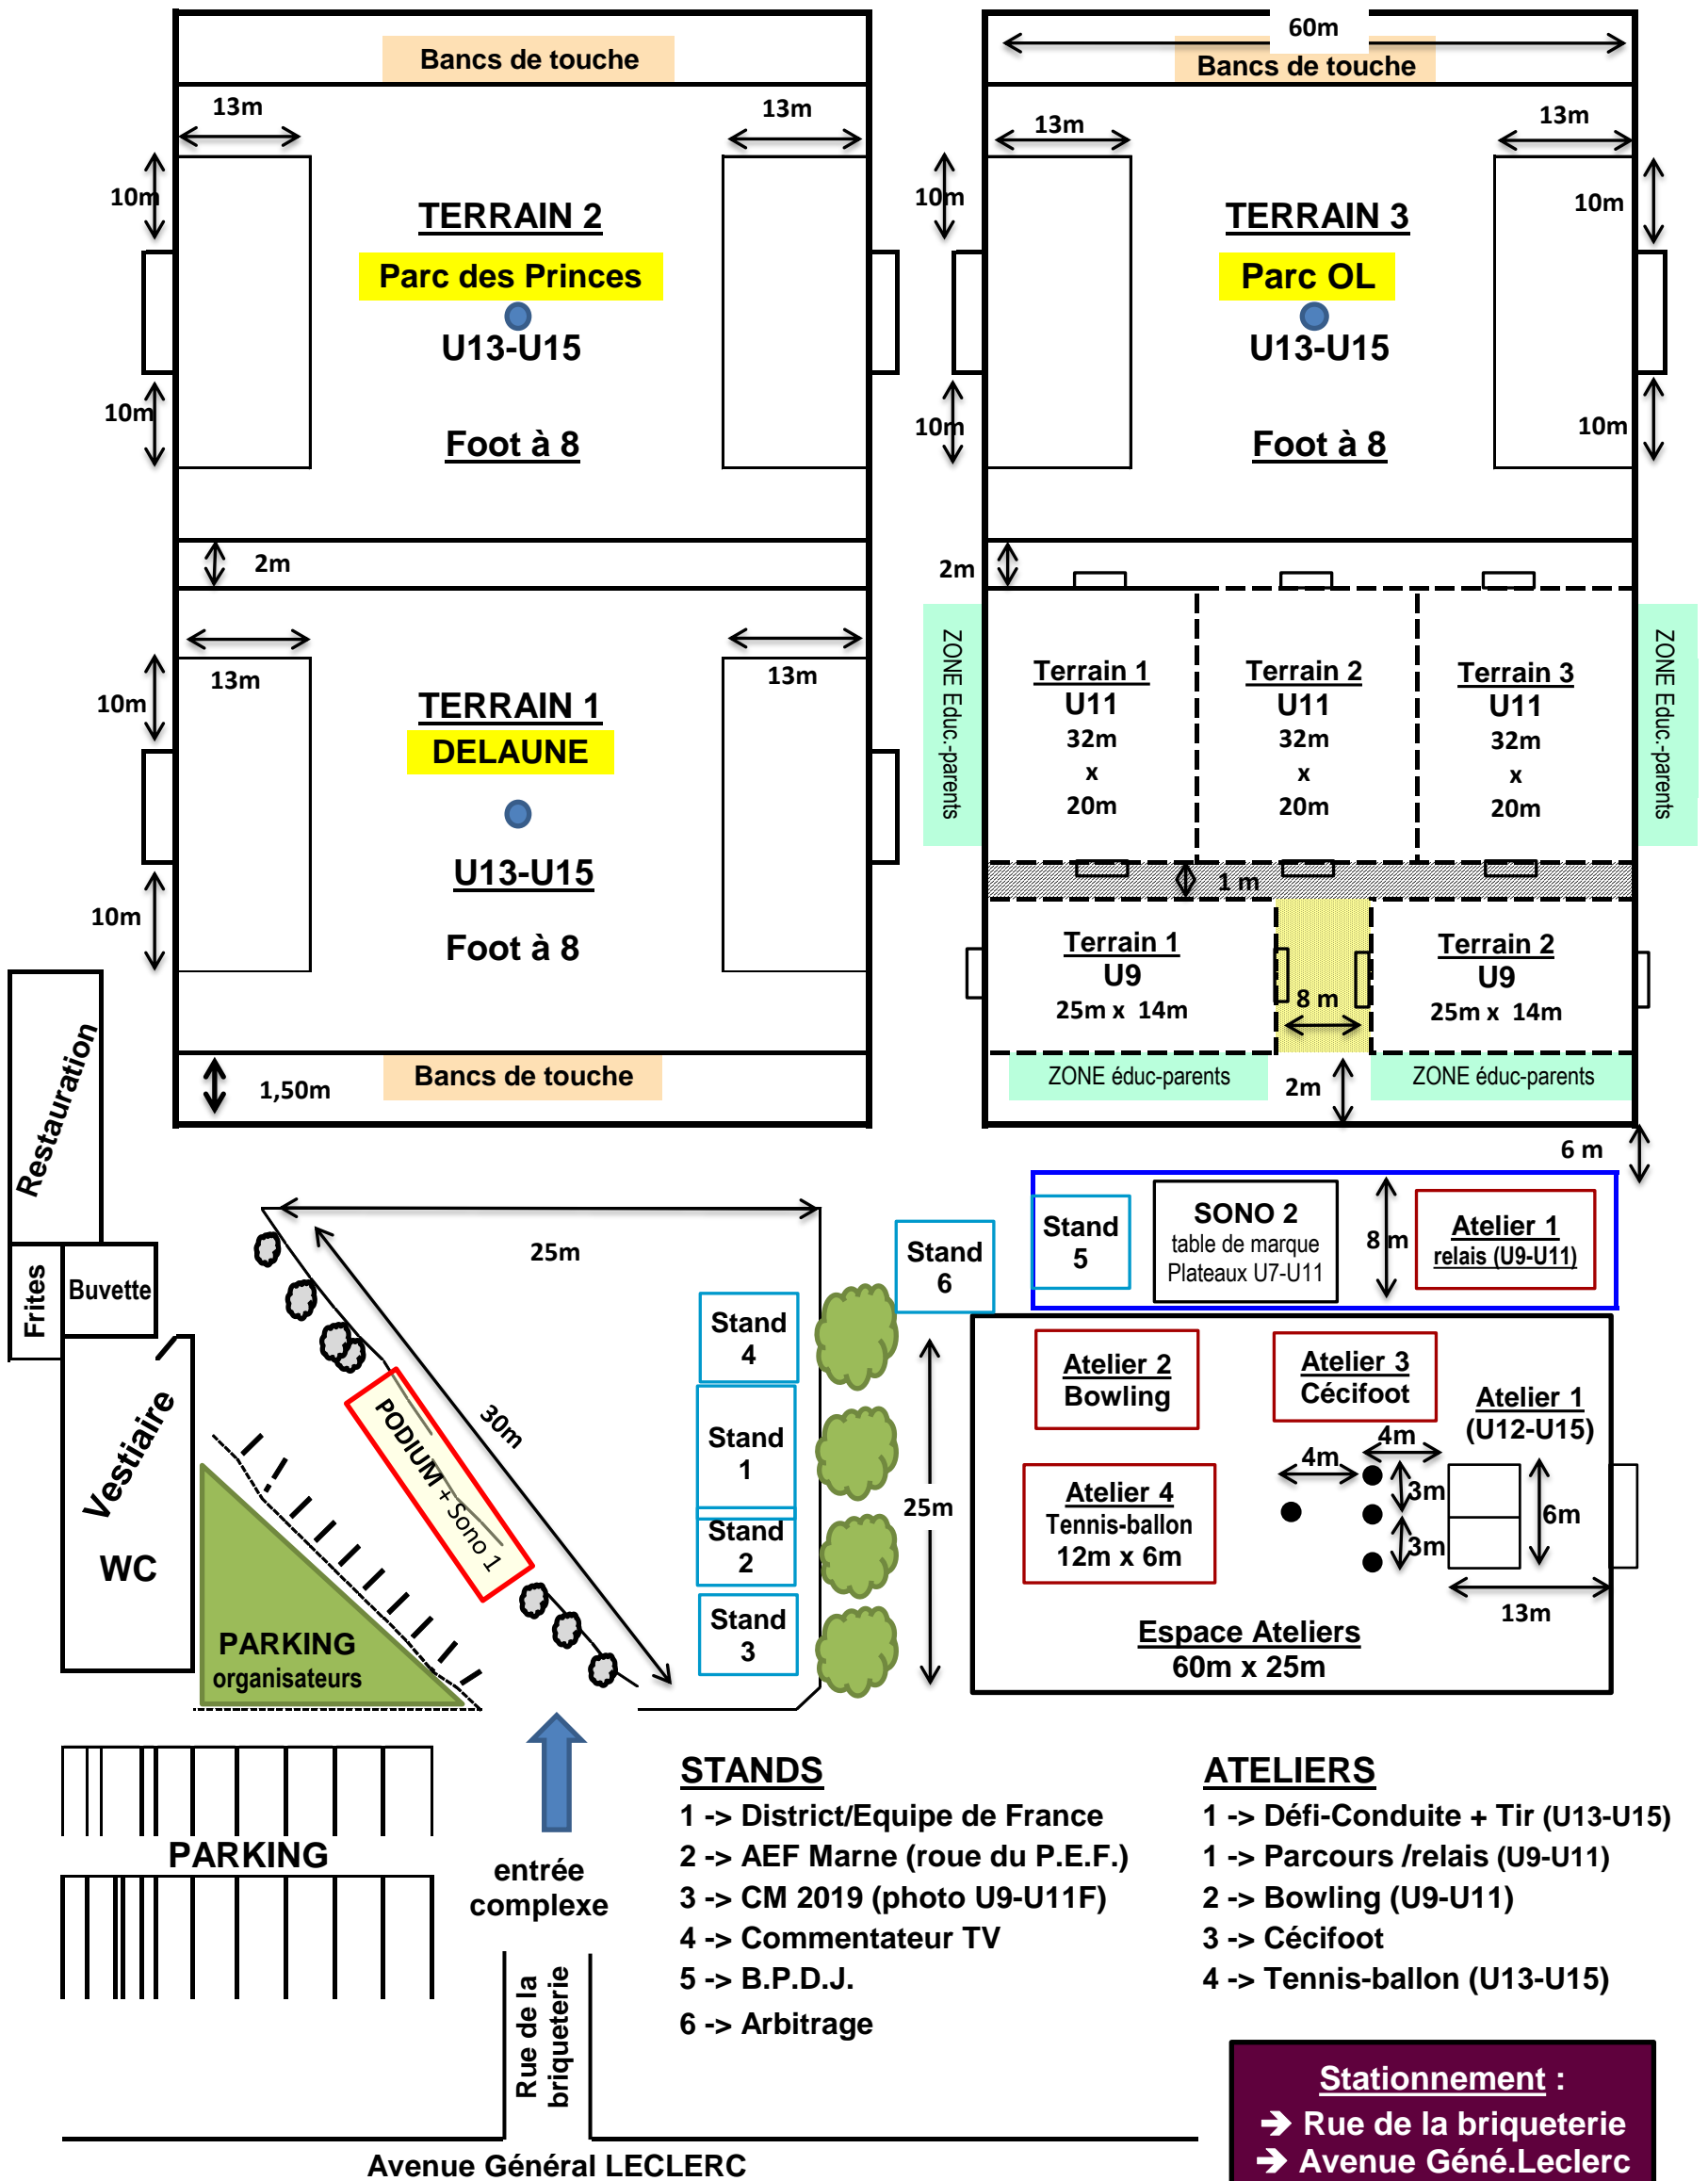 Bancs de touche
13m
13m
10m
TERRAIN 2
Parc des Princes
U13-U15
10m
Foot à 8
2m
60m
Bancs de touche
13m
13m
10m
10m
TERRAIN 3
Parc OL
U13-U15
10m
10m
Foot à 8
2m
13m
13m
10m
TERRAIN 1
DELAUNE
U13-U15
10m
Foot à 8
1,50m
Bancs de touche
ZONE Educ.-parents
Terrain 1
U11
32m
x
20m
Terrain 2
U11
32m
x
20m
Terrain 3
U11
32m
x
20m
ZONE Educ.-parents
1 m
Terrain 1
U9
25m x 14m
8 m
Terrain 2
U9
25m x 14m
ZONE éduc-parents
2m
ZONE éduc-parents
6 m
Restauration
Frites
Buvette
Vestiaire
WC
25m
30m
PODIUM + Sono 1
PARKING
organisateurs
Stand
4
Stand
1
Stand
2
Stand
3
25m
Stand
6
Stand
5
SONO 2
table de marque
Plateaux U7-U11
8 m
Atelier 1
relais (U9-U11)
Atelier 2
Bowling
Atelier 3
Cécifoot
Atelier 1
(U12-U15)
4m
4m
3m
3m
6m
13m
Atelier 4
Tennis-ballon
12m x 6m
Espace Ateliers
60m x 25m
PARKING
entrée
complexe
Rue de la
briqueterie
STANDS
1 -> District/Equipe de France
2 -> AEF Marne (roue du P.E.F.)
3 -> CM 2019 (photo U9-U11F)
4 -> Commentateur TV
5 -> B.P.D.J.
6 -> Arbitrage
ATELIERS
1 -> Défi-Conduite + Tir (U13-U15)
1 -> Parcours /relais (U9-U11)
2 -> Bowling (U9-U11)
3 -> Cécifoot
4 -> Tennis-ballon (U13-U15)
Avenue Général LECLERC
Stationnement :
➔ Rue de la briqueterie
➔ Avenue Géné.Leclerc